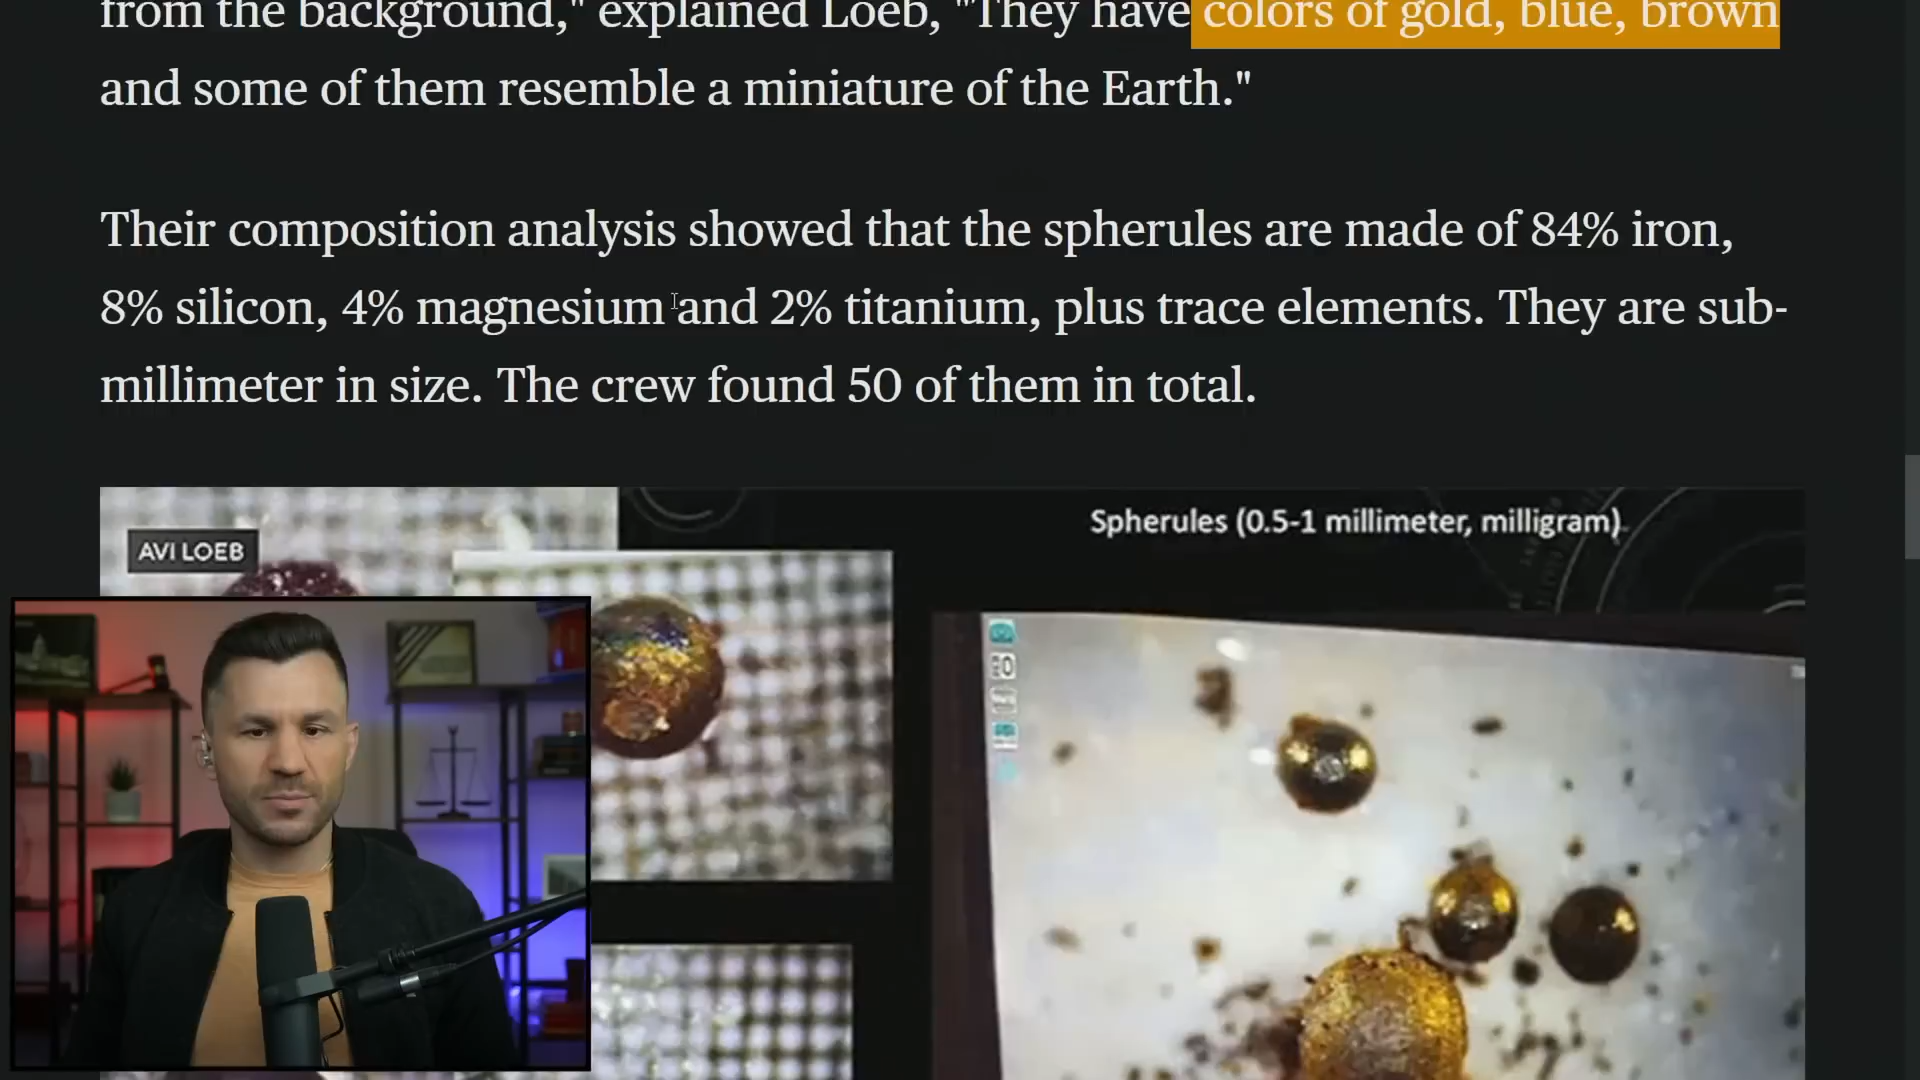 from the background," explained Loeb, "They have colors of gold, blue, brown
and some of them resemble a miniature of the Earth."
Their composition analysis showed that the spherules are made of 84% iron,
8% silicon, 4% magnesium and 2% titanium, plus trace elements. They are sub-
millimeter in size. The crew found 50 of them in total.
AVI LOEB
Spherules (0.5-1 millimeter, milligram)